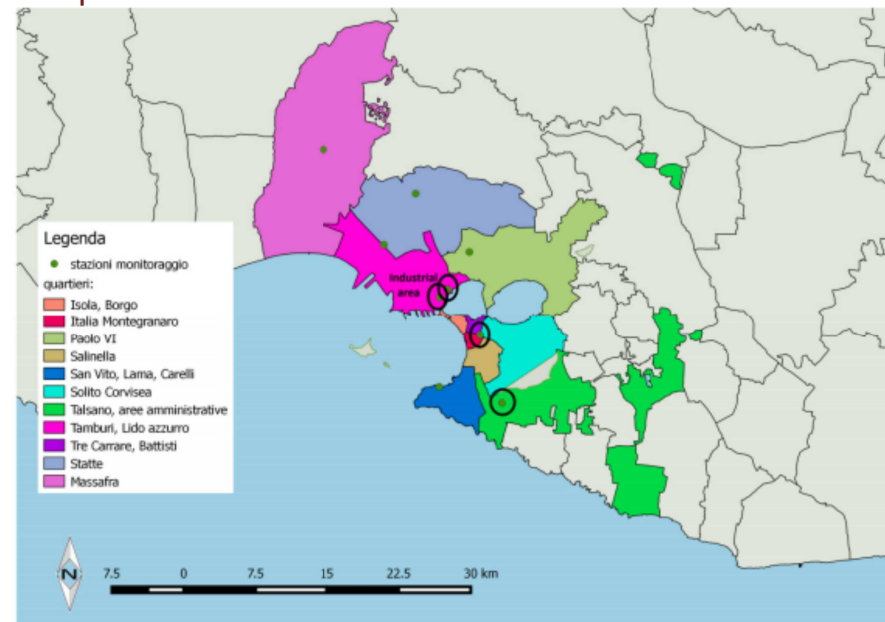 Industrial
area
Legenda
stazioni monitoraggio
quartieri:
Isola, Borgo
Italia Montegranaro
Paolo VI
Salinella
San Vito, Lama, Carelli
Solito Corvisea
Talsano, aree amministrative
Tamburi, Lido azzurro
Tre Carrare, Battisti
Statte
Massafra
N
7.5 0 7.5 15 22.5 30 km